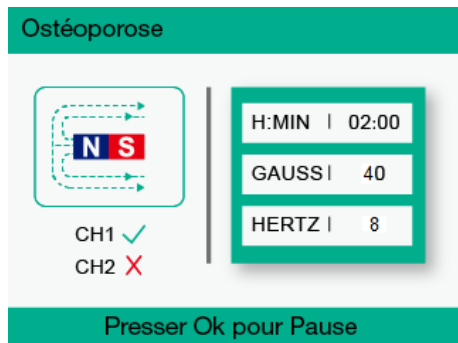 Ostéoporose
N S
CH1 ✓
CH2 X
H:MIN | 02:00
GAUSS | 40
HERTZ | 8
Presser Ok pour Pause